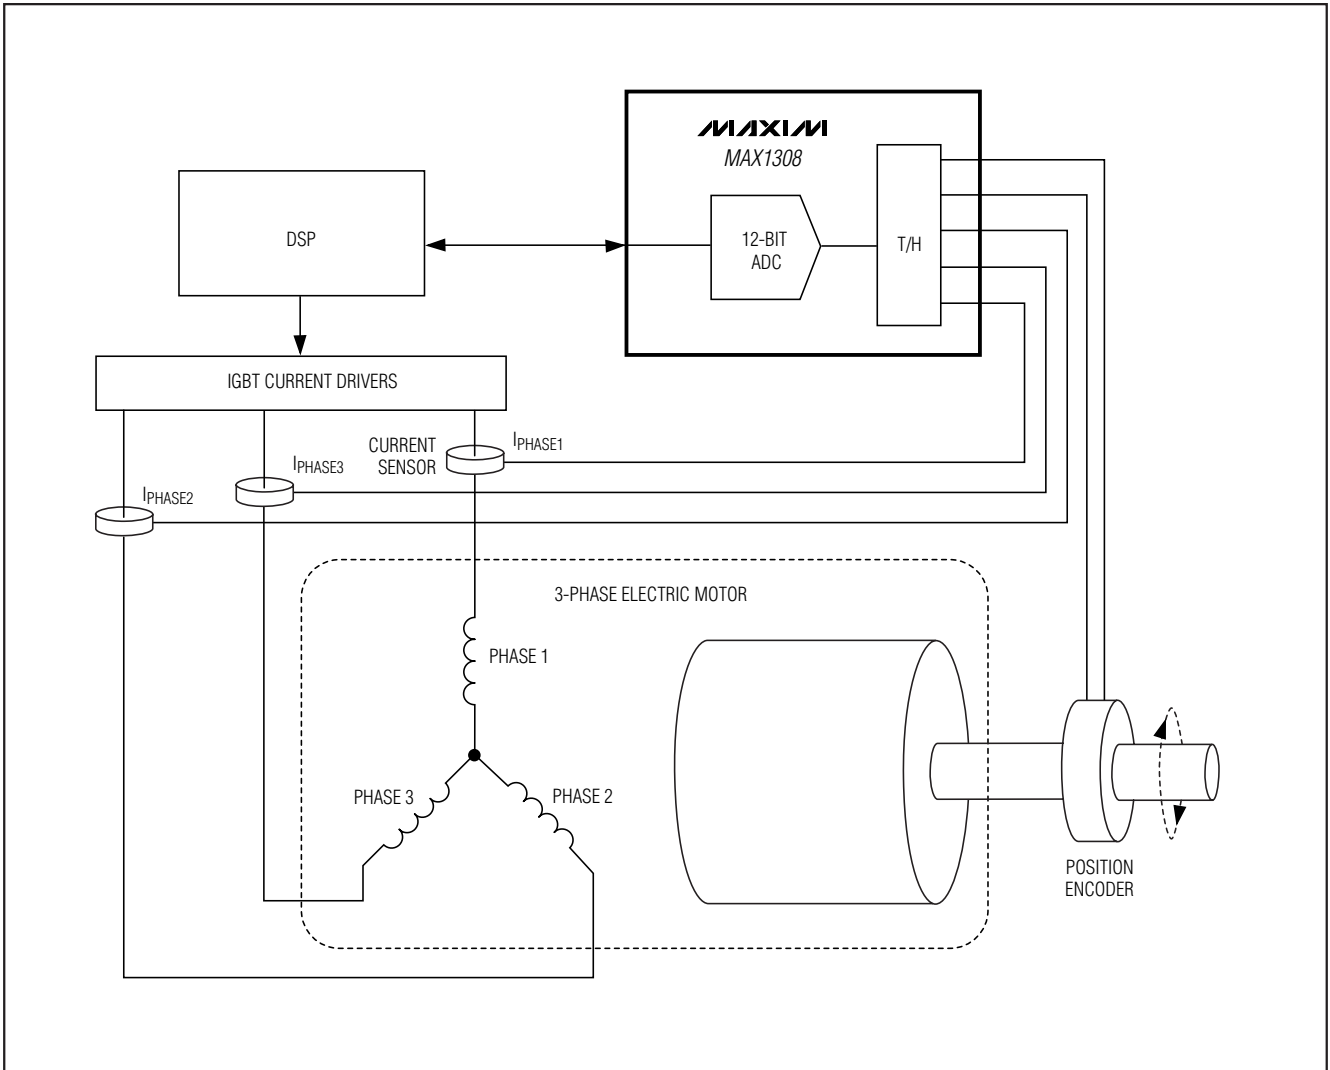 MAXIM
MAX1308
DSP
12-BIT
ADC
T/H
IGBT CURRENT DRIVERS
CURRENT
SENSOR
IPHASE1
IPHASE3
IPHASE2
3-PHASE ELECTRIC MOTOR
PHASE 1
PHASE 3
PHASE 2
POSITION
ENCODER